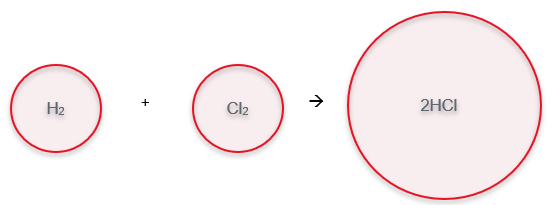 H₂ + Cl₂ → 2HCl